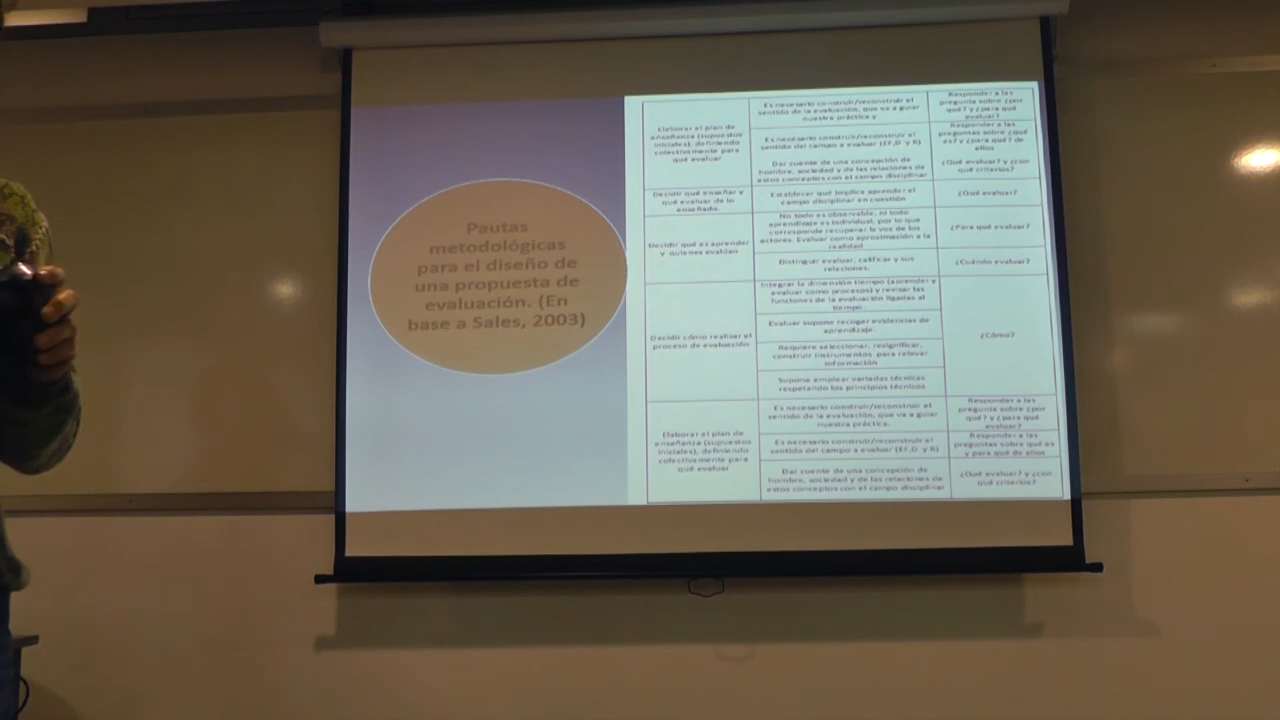 Pautas
metodológicas
para el diseño de
una propuesta de
evaluación. (En
base a Sales, 2003)
Elaborar el plan de
enseñanza (supuestos
iniciales), definiendo
colectivamente para
qué evaluar
Es necesario construir/reconstruir el
sentido de la evaluación, que va a guiar
nuestra práctica y
Responder a las
pregunta sobre ¿por
qué? y ¿para qué
evaluar?
Es necesario construir/reconstruir el
sentido del campo a evaluar (EF,D y R)
Responder a las
preguntas sobre ¿qué
es? y ¿para qué? de
ellos
Dar cuente de una concepción de
hombre, sociedad y de las relaciones de
estos conceptos con el campo disciplinar
¿Qué evaluar? y ¿con
qué criterios?
Decidir qué enseñar y
qué evaluar de lo
enseñado.
Establecer qué implica aprender el
campo disciplinar en cuestión
¿Qué evaluar?
Decidir qué es aprender
y quienes evalúan
No todo es observable, ni todo
aprendizaje es individual, por lo que
corresponde recuperar la voz de los
actores. Evaluar como aproximación a la
realidad
¿Para qué evaluar?
Distinguir evaluar, calificar y sus
relaciones.
¿Cuándo evaluar?
Decidir cómo realizar el
proceso de evaluación
Integrar la dimensión tiempo (aprender y
evaluar como procesos) y revisar las
funciones de la evaluación ligadas al
tiempo.
Evaluar supone recoger evidencias de
aprendizaje.
Requiere seleccionar, resignificar,
construir instrumentos para relevar
información
Supone emplear variadas técnicas
respetando los principios técnicos
¿Cómo?
Elaborar el plan de
enseñanza (supuestos
iniciales), definiendo
colectivamente para
qué evaluar
Es necesario construir/reconstruir el
sentido de la evaluación, que va a guiar
nuestra práctica.
Responder a las
pregunta sobre ¿por
qué? y ¿para qué
evaluar?
Es necesario construir/reconstruir el
sentido del campo a evaluar (EF,D y R)
Responder a las
preguntas sobre qué es
y para qué de ellos
Dar cuente de una concepción de
hombre, sociedad y de las relaciones de
estos conceptos con el campo disciplinar
¿Qué evaluar? y ¿con
qué criterios?